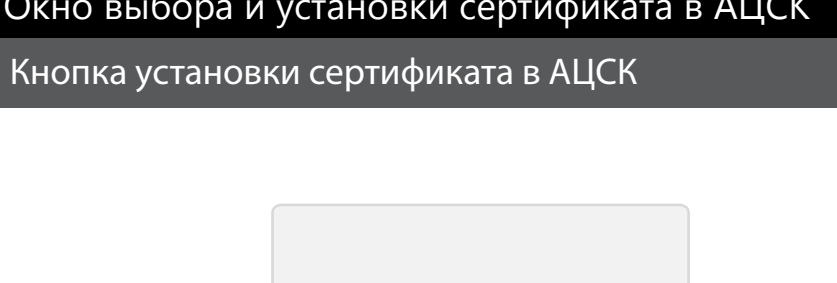 Окно выбора и установки сертификата в АЦСК
Кнопка установки сертификата в АЦСК